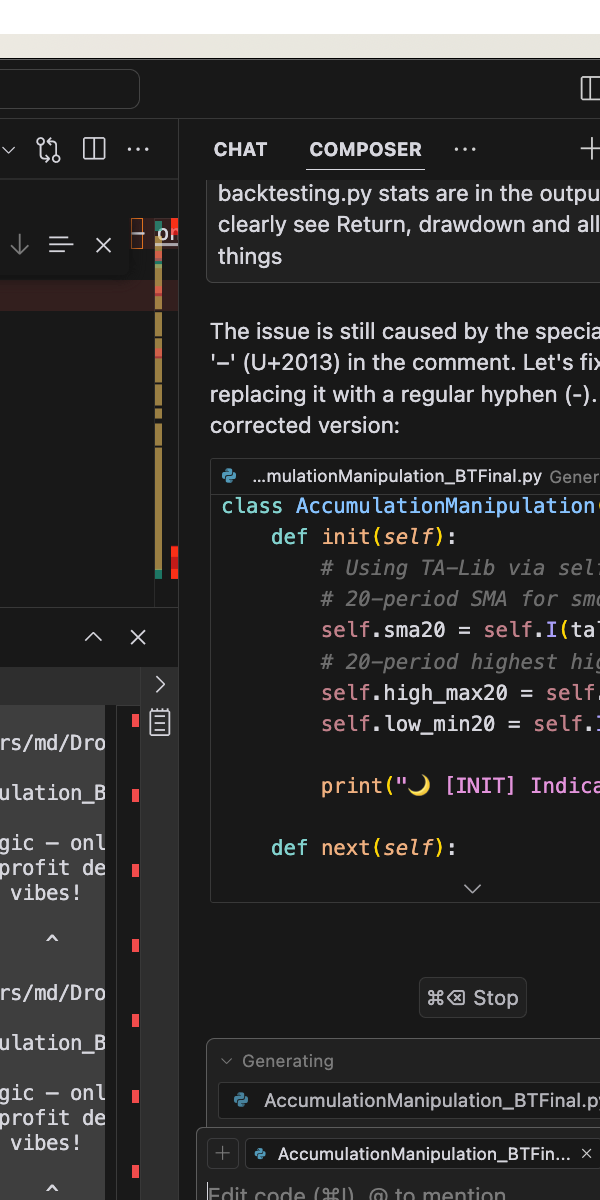 CHAT COMPOSER
backtesting.py stats are in the outpu
clearly see Return, drawdown and all
things
The issue is still caused by the specia
'–' (U+2013) in the comment. Let's fix
replacing it with a regular hyphen (-).
corrected version:
...mulationManipulation_BTFinal.py Gener
class AccumulationManipulation(
def init(self):
# Using TA-Lib via sel
# 20-period SMA for smo
self.sma20 = self.I(ta
# 20-period highest hig
self.high_max20 = self.
self.low_min20 = self.I
print("🌙 [INIT] Indica
def next(self):
⌘⌫ Stop
Generating
AccumulationManipulation_BTFinal.py
AccumulationManipulation_BTFin... ×
Edit code (⌘I), @ to mention
– on
rs/md/Dro
ulation_B
gic – onl
profit de
vibes!
^
rs/md/Dro
ulation_B
gic – onl
profit de
vibes!
^